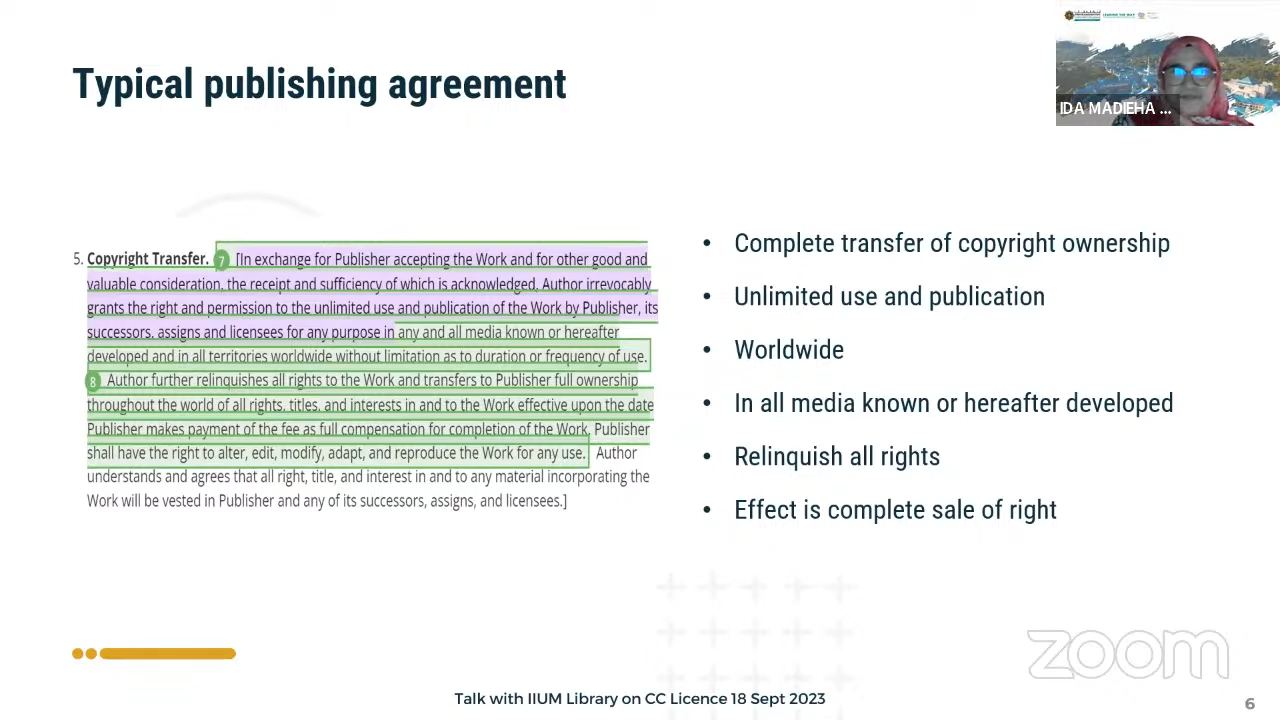 Typical publishing agreement
IDA MADIEHA ...
5. Copyright Transfer. 7 [In exchange for Publisher accepting the Work and for other good and
valuable consideration, the receipt and sufficiency of which is acknowledged, Author irrevocably
grants the right and permission to the unlimited use and publication of the Work by Publisher, its
successors, assigns and licensees for any purpose in any and all media known or hereafter
developed and in all territories worldwide without limitation as to duration or frequency of use.
8 Author further relinquishes all rights to the Work and transfers to Publisher full ownership
throughout the world of all rights, titles, and interests in and to the Work effective upon the date
Publisher makes payment of the fee as full compensation for completion of the Work. Publisher
shall have the right to alter, edit, modify, adapt, and reproduce the Work for any use. Author
understands and agrees that all right, title, and interest in and to any material incorporating the
Work will be vested in Publisher and any of its successors, assigns, and licensees.]
• Complete transfer of copyright ownership
• Unlimited use and publication
• Worldwide
• In all media known or hereafter developed
• Relinquish all rights
• Effect is complete sale of right
zoom
Talk with IIUM Library on CC Licence 18 Sept 2023
6